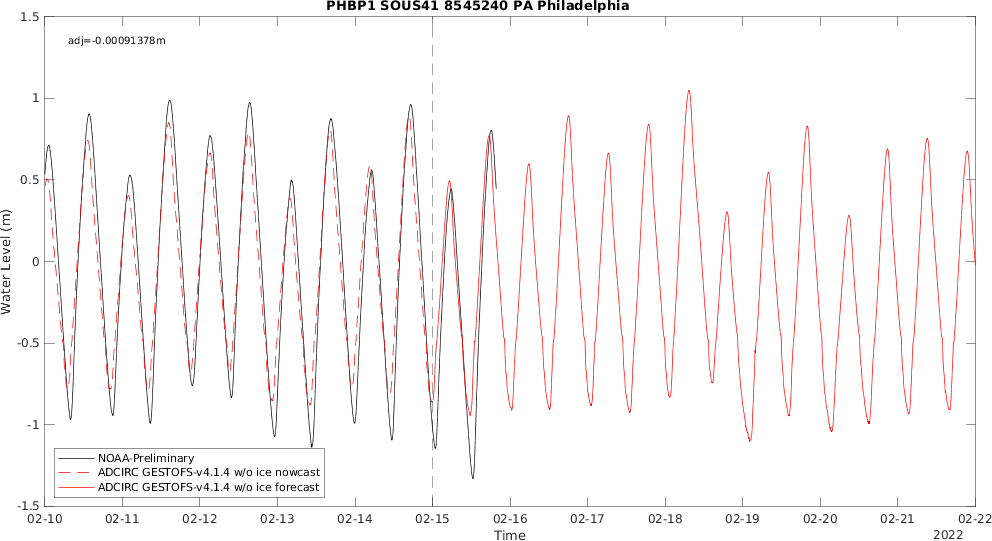 PHBP1 SOUS41 8545240 PA Philadelphia
adj=-0.00091378m
1.5
1
0.5
0
-0.5
-1
-1.5
Water Level (m)
NOAA-Preliminary
ADCIRC GESTOFS-v4.1.4 w/o ice nowcast
ADCIRC GESTOFS-v4.1.4 w/o ice forecast
02-10 02-11 02-12 02-13 02-14 02-15 02-16 02-17 02-18 02-19 02-20 02-21 02-22
Time
2022